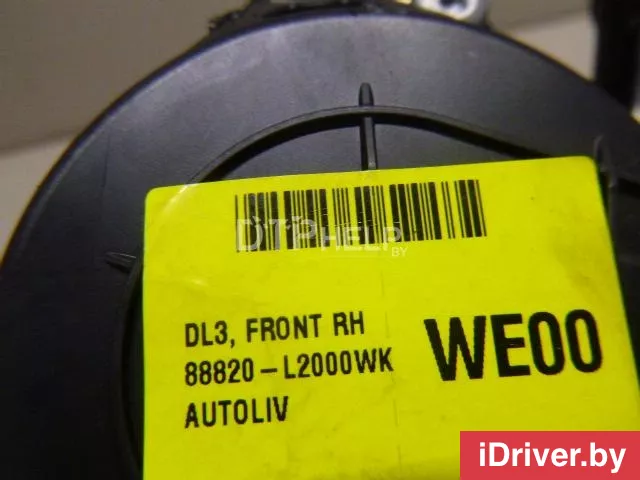 DTPHELP
BY
DL3, FRONT RH
88820-L2000WK
AUTOLIV
WE00
iDriver.by